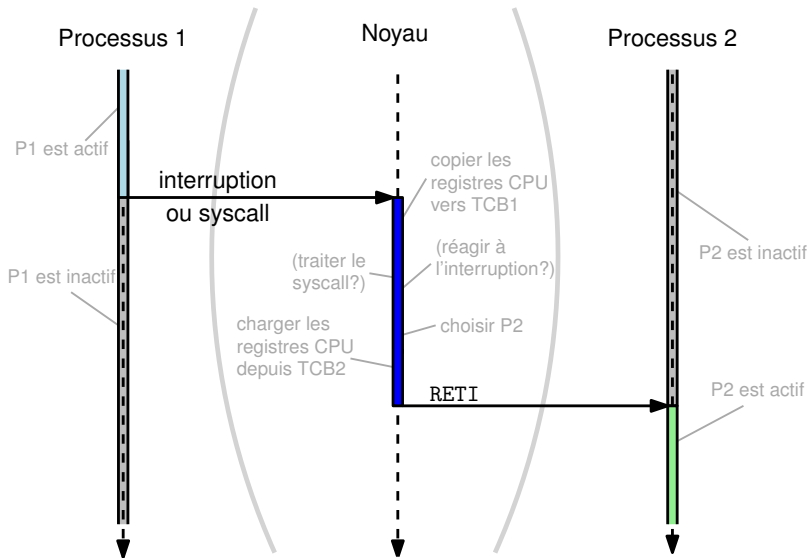 Processus 1
Noyau
Processus 2
P1 est actif
copier les
registres CPU
vers TCB1
interruption
ou syscall
(traiter le
syscall?)
(réagir à
l'interruption?)
P2 est inactif
P1 est inactif
charger les
registres CPU
depuis TCB2
choisir P2
RETI
P2 est actif